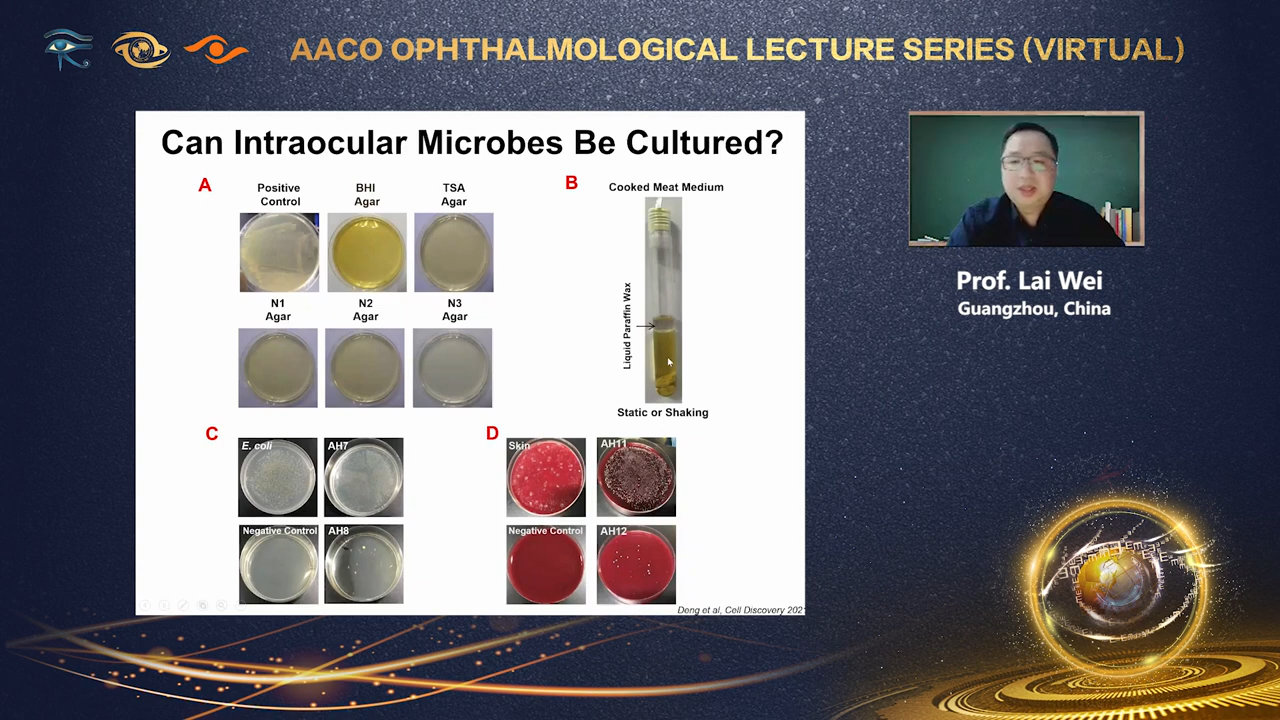 AACO OPHTHALMOLOGICAL LECTURE SERIES (VIRTUAL)
Can Intraocular Microbes Be Cultured?
A
Positive
Control
BHI
Agar
TSA
Agar
N1
Agar
N2
Agar
N3
Agar
B
Cooked Meat Medium
Liquid Paraffin Wax
Static or Shaking
C
E. coli
AH7
Negative Control
AH8
D
Skin
AH11
Negative Control
AH12
Deng et al, Cell Discovery 2021
Prof. Lai Wei
Guangzhou, China